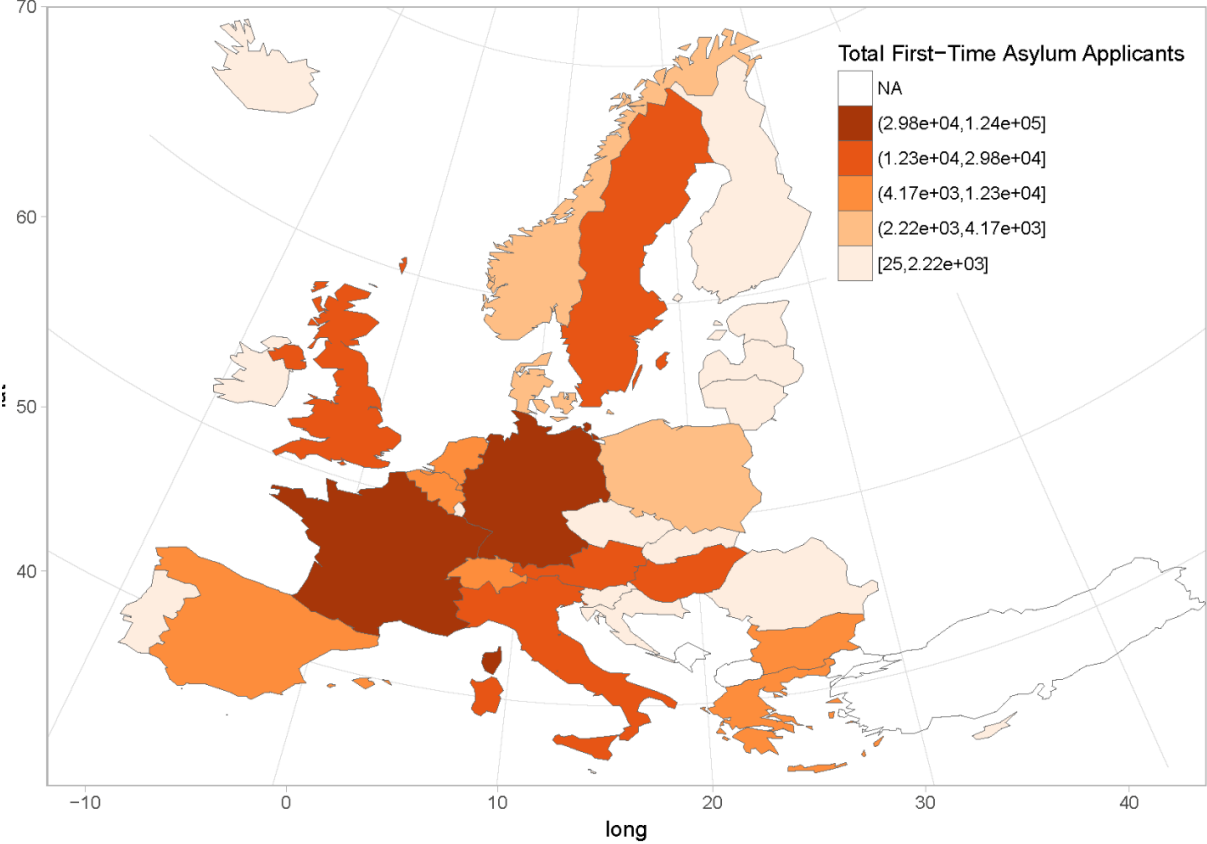 70
60
50
40
Total First−Time Asylum Applicants
NA
(2.98e+04,1.24e+05]
(1.23e+04,2.98e+04]
(4.17e+03,1.23e+04]
(2.22e+03,4.17e+03]
[25,2.22e+03]
−10 0 10 20 30 40
long